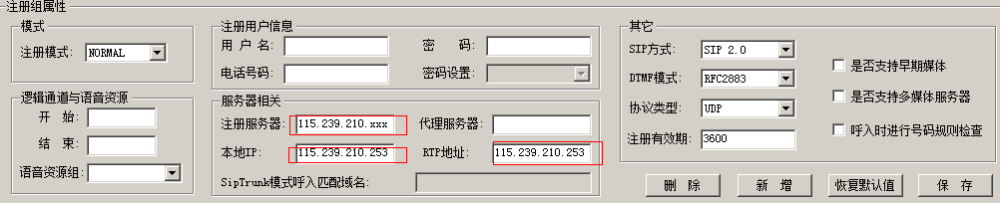 注册组属性
模式
注册模式: NORMAL
逻辑通道与语音资源
开 始:
结 束:
语音资源组:
注册用户信息
用 户 名: 密 码:
电话号码: 密码设置:
服务器相关
注册服务器: 115.239.210.xxx 代理服务器:
本地IP: 115.239.210.253 RTP地址: 115.239.210.253
SipTrunk模式呼入匹配域名:
其它
SIP方式: SIP 2.0
DTMF模式: RFC2883
协议类型: UDP
注册有效期: 3600
是否支持早期媒体
是否支持多媒体服务器
呼入时进行号码规则检查
删 除 新 增 恢复默认值 保 存